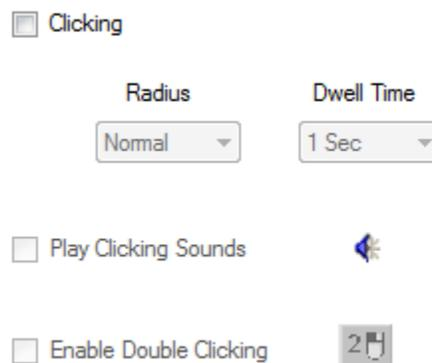 Clicking
Radius Dwell Time
Normal 1 Sec
Play Clicking Sounds
Enable Double Clicking 2